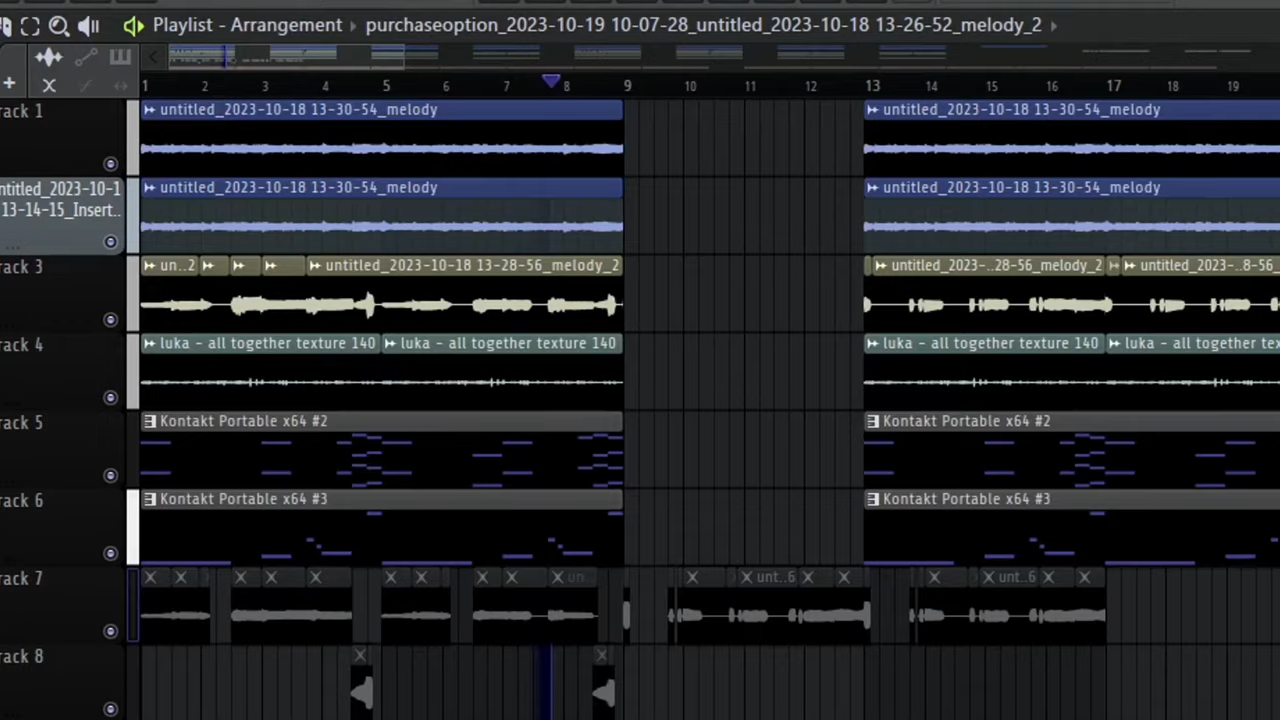 Playlist - Arrangement purchaseoption_2023-10-19 10-07-28_untitled_2023-10-18 13-26-52_melody_2
1 2 3 4 5 6 7 8 9 10 11 12 13 14 15 16 17 18 19
rack 1
untitled_2023-10-18 13-30-54_melody
untitled_2023-10-18 13-30-54_melody
ntitled_2023-10-1
13-14-15_Insert..
untitled_2023-10-18 13-30-54_melody
untitled_2023-10-18 13-30-54_melody
rack 3
un..2
untitled_2023-10-18 13-28-56_melody_2
untitled_2023-..28-56_melody_2
untitled_2023-..8-56_
rack 4
luka - all together texture 140
luka - all together texture 140
luka - all together texture 140
luka - all together tex
rack 5
Kontakt Portable x64 #2
Kontakt Portable x64 #2
rack 6
Kontakt Portable x64 #3
Kontakt Portable x64 #3
rack 7
un
unt..6
unt..6
rack 8